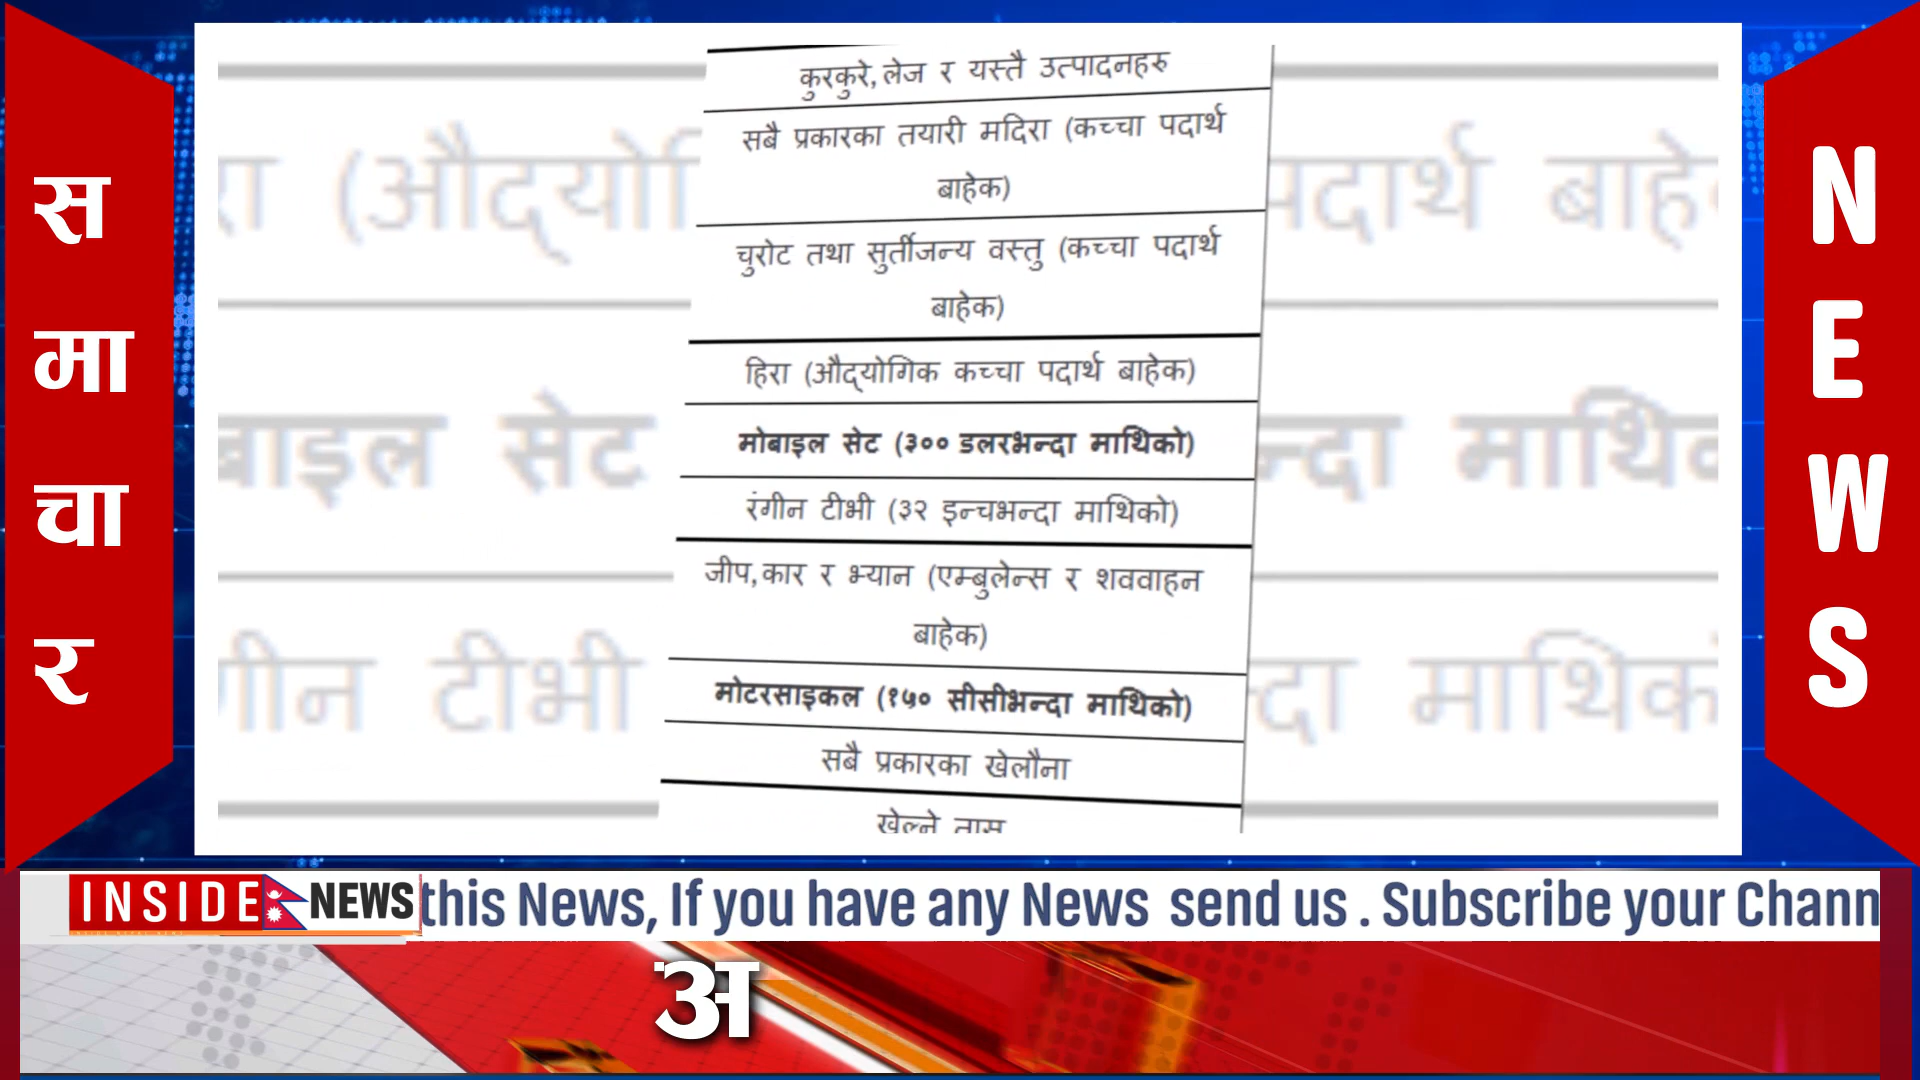 स
मा
चा
र
कुरकुरे, लेज र यस्तै उत्पादनहरु
सबै प्रकारका तयारी मदिरा (कच्चा पदार्थ
बाहेक)
चुरोट तथा सुर्तीजन्य वस्तु (कच्चा पदार्थ
बाहेक)
हिरा (औद्योगिक कच्चा पदार्थ बाहेक)
मोबाइल सेट (३०० डलरभन्दा माथिको)
रंगीन टीभी (३२ इन्चभन्दा माथिको)
जीप,कार र भ्यान (एम्बुलेन्स र शववाहन
बाहेक)
मोटरसाइकल (१५० सीसीभन्दा माथिको)
सबै प्रकारका खेलौना
खेल्ने तास
N
E
W
S
INSIDE NEWS this News, If you have any News send us . Subscribe your Chann
अ